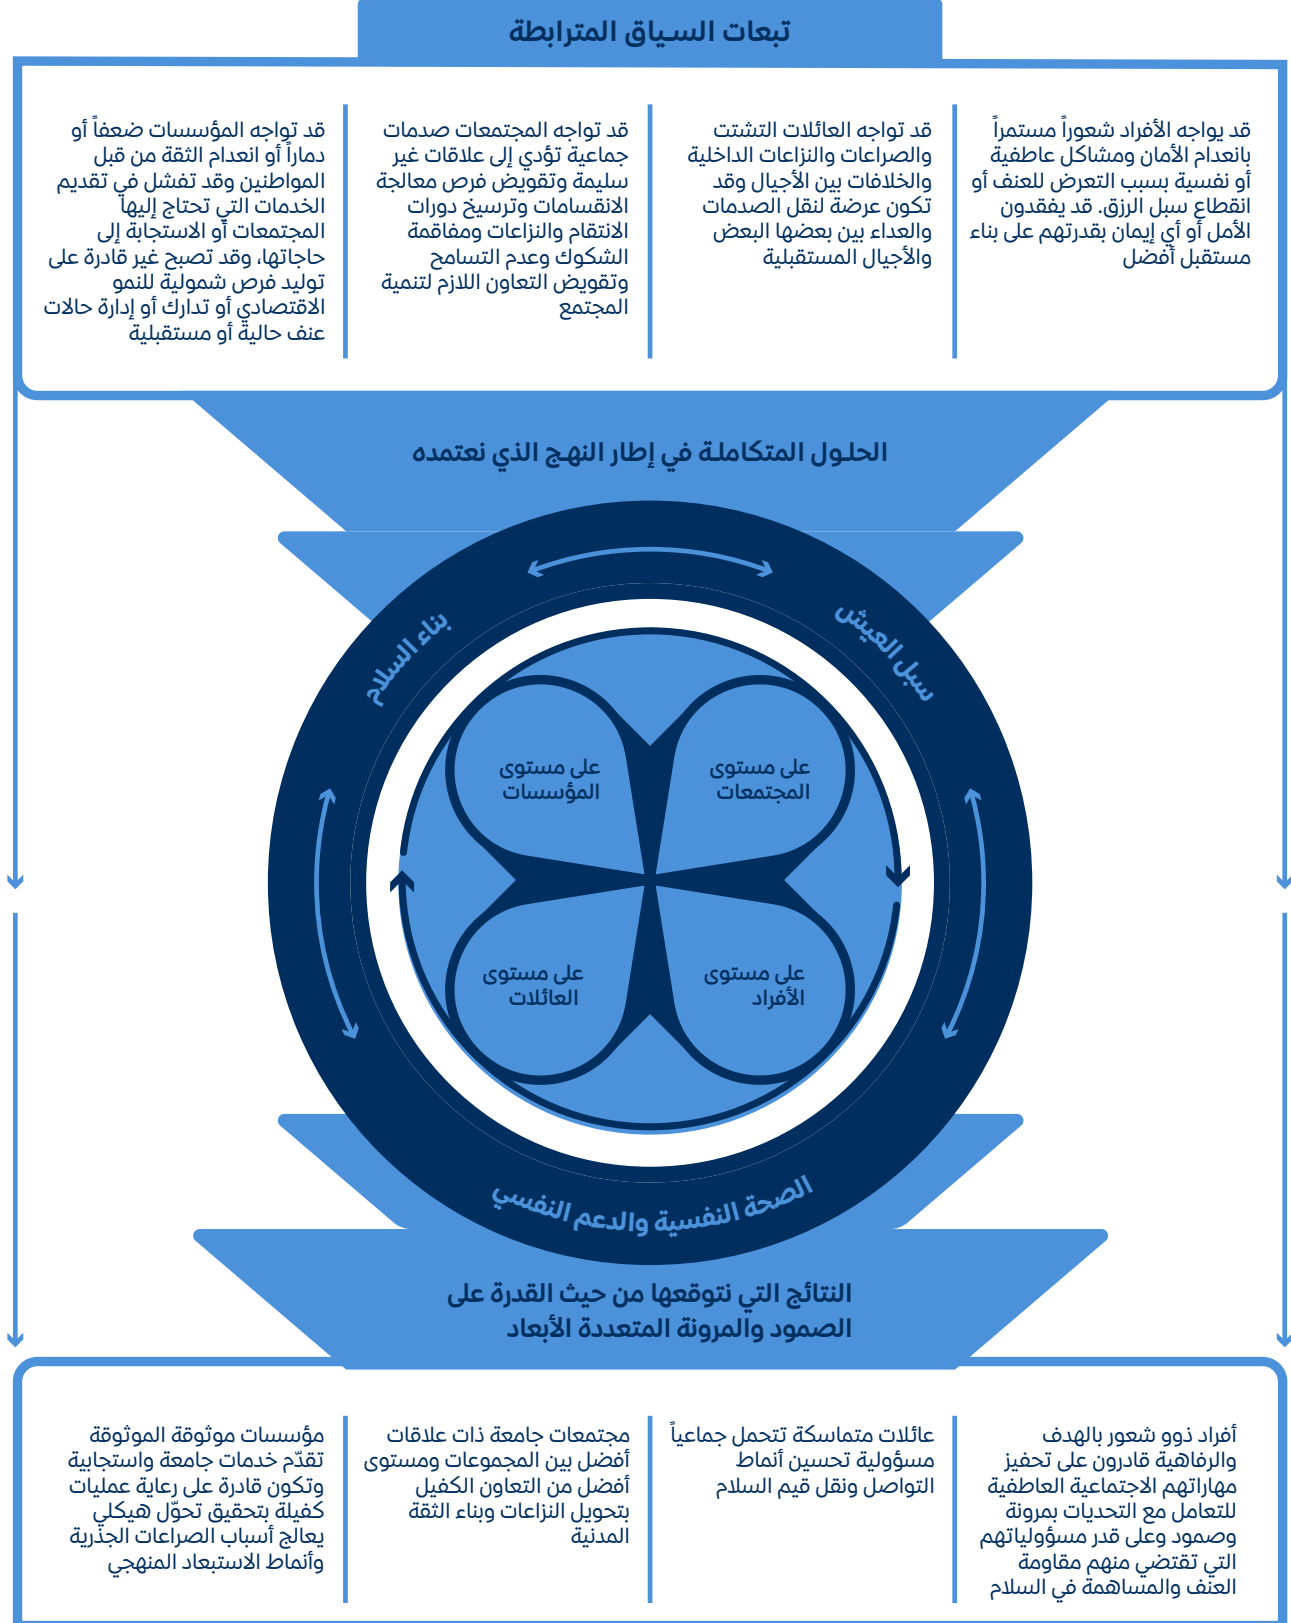 تبعات السياق المترابطة
قد يواجه الأفراد شعوراً مستمراً
بانعدام الأمان ومشاكل عاطفية
أو نفسية بسبب التعرض للعنف أو
انقطاع سبل الرزق. قد يفقدون
الأمل أو أي إيمان بقدرتهم على بناء
مستقبل أفضل
قد تواجه العائلات التشتت
والصراعات والنزاعات الداخلية
والخلافات بين الأجيال وقد
تكون عرضة لنقل الصدمات
والعداء بين بعضها البعض
والأجيال المستقبلية
قد تواجه المجتمعات صدمات
جماعية تؤدي إلى علاقات غير
سليمة وتقويض فرص معالجة
الانقسامات وترسيخ دورات
الانتقام والنزاعات ومفاقمة
الشكوك وعدم التسامح
وتقويض التعاون اللازم لتنمية
المجتمع
قد تواجه المؤسسات ضعفاً أو
دماراً أو انعدام الثقة من قبل
المواطنين وقد تفشل في تقديم
الخدمات التي تحتاج إليها
المجتمعات أو الاستجابة إلى
حاجاتها، وقد تصبح غير قادرة على
توليد فرص شمولية للنمو
الاقتصادي أو تدارك أو إدارة حالات
عنف حالية أو مستقبلية
الحلول المتكاملة في إطار النهج الذي نعتمده
سبل العيش
بناء السلام
على مستوى
المجتمعات
على مستوى
المؤسسات
على مستوى
الأفراد
على مستوى
العائلات
الصحة النفسية والدعم النفسي
النتائج التي نتوقعها من حيث القدرة على
الصمود والمرونة المتعددة الأبعاد
أفراد ذوو شعور بالهدف
والرفاهية قادرون على تحفيز
مهاراتهم الاجتماعية العاطفية
للتعامل مع التحديات بمرونة
وصمود وعلى قدر مسؤولياتهم
التي تقتضي منهم مقاومة
العنف والمساهمة في السلام
عائلات متماسكة تتحمل جماعياً
مسؤولية تحسين أنماط
التواصل ونقل قيم السلام
مجتمعات جامعة ذات علاقات
أفضل بين المجموعات ومستوى
أفضل من التعاون الكفيل
بتحويل النزاعات وبناء الثقة
المدنية
مؤسسات موثوقة الموثوقة
تقدّم خدمات جامعة واستجابية
وتكون قادرة على رعاية عمليات
كفيلة بتحقيق تحوّل هيكلي
يعالج أسباب الصراعات الجذرية
وأنماط الاستبعاد المنهجي